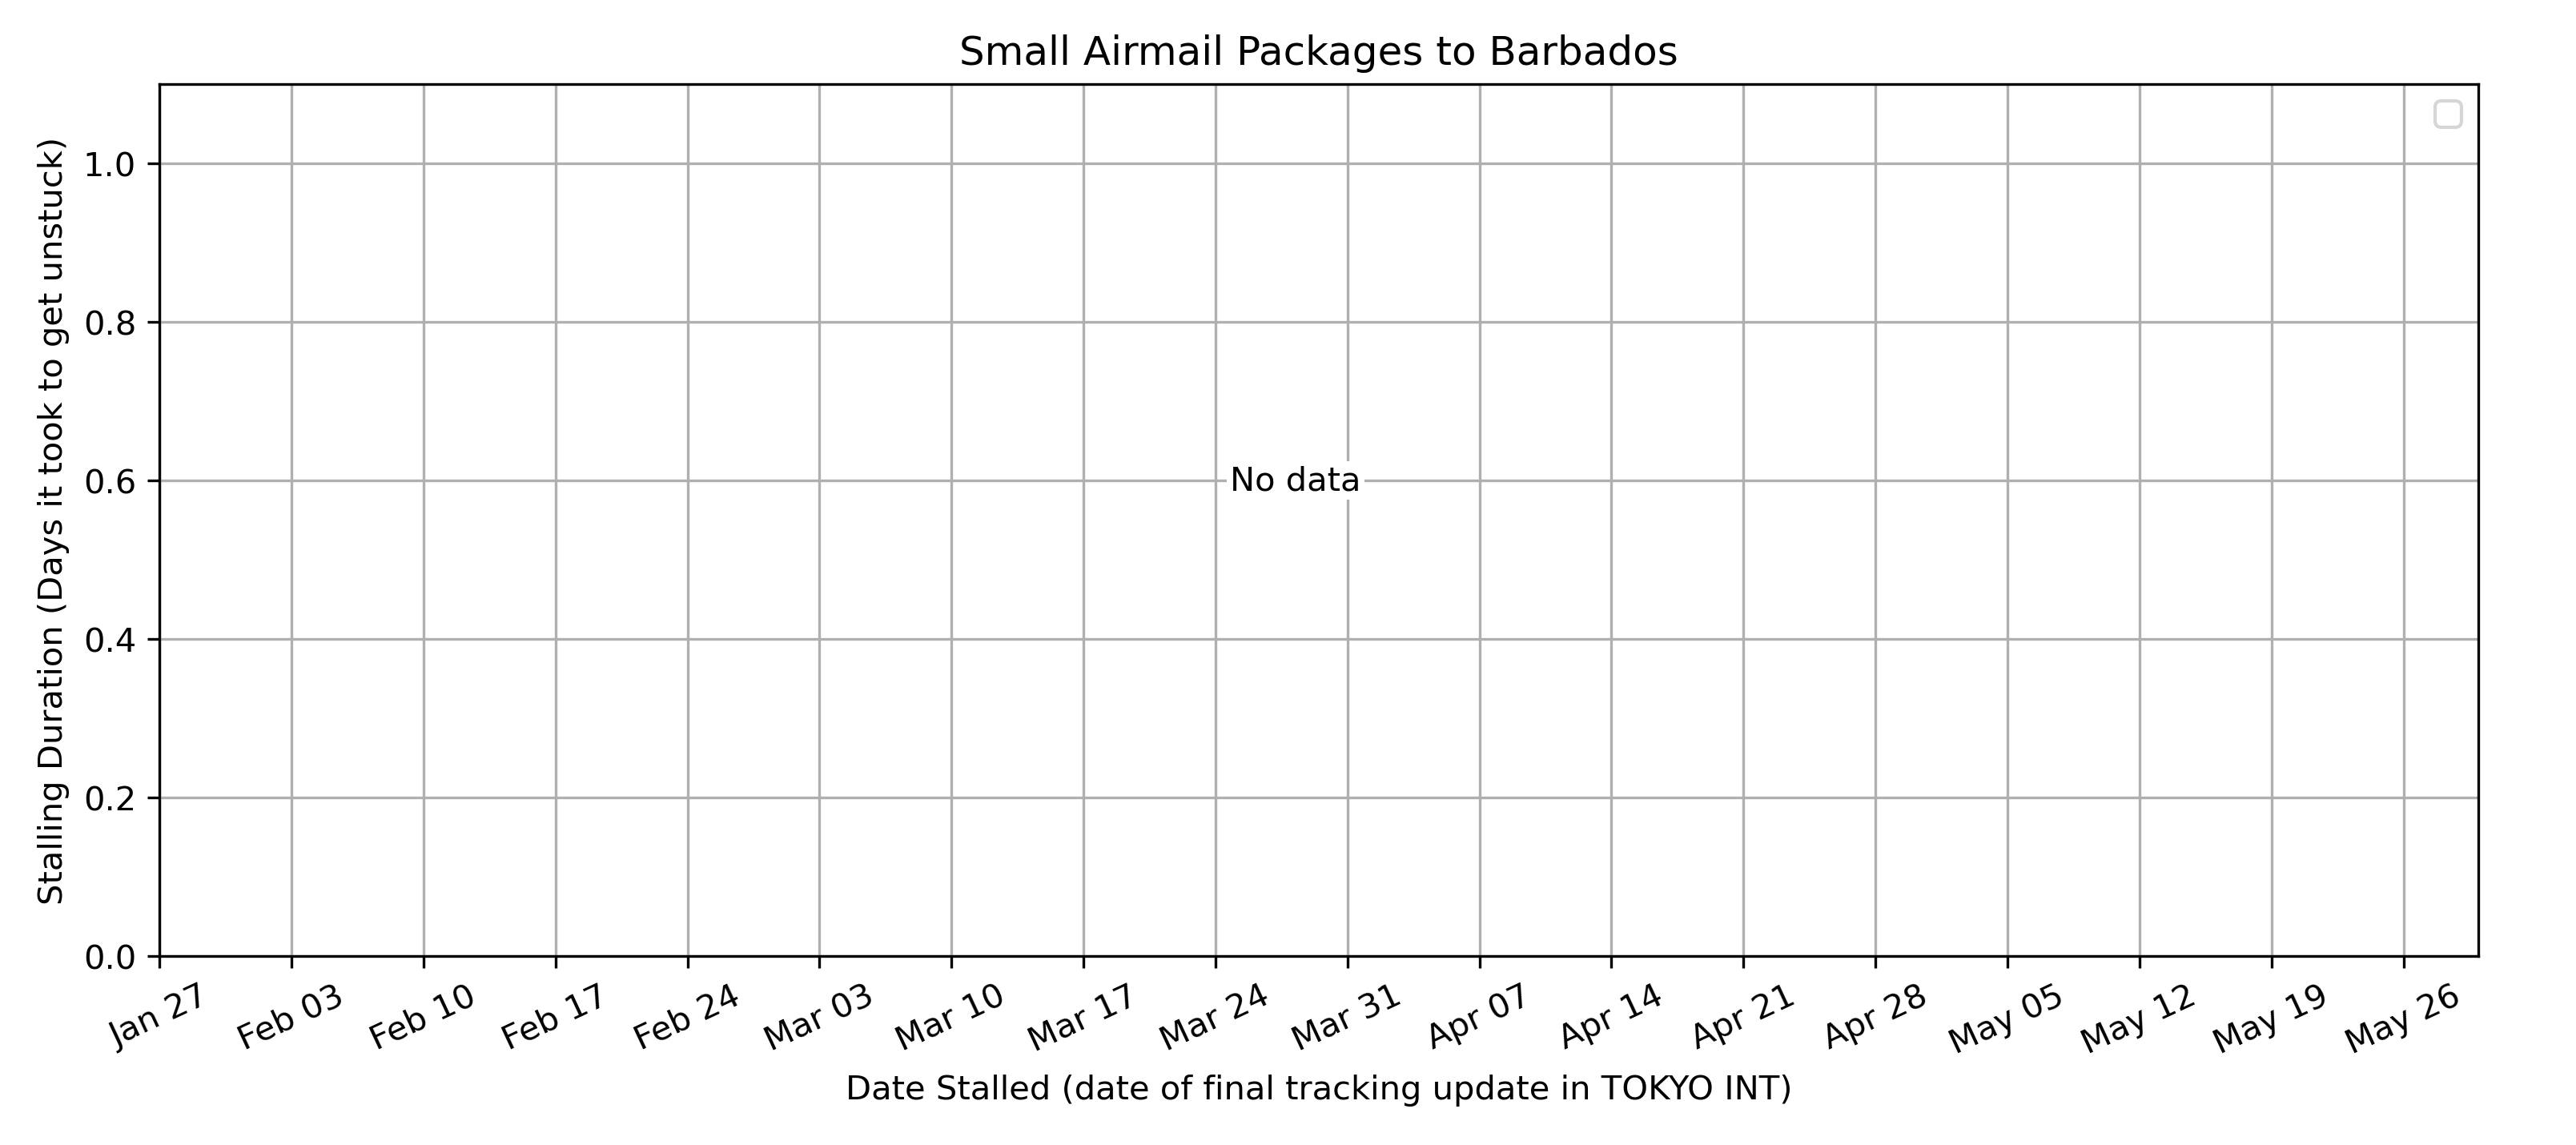 Small Airmail Packages to Barbados
Stalling Duration (Days it took to get unstuck)
1.0
0.8
0.6
0.4
0.2
0.0
No data
Jan 27
Feb 03
Feb 10
Feb 17
Feb 24
Mar 03
Mar 10
Mar 17
Mar 24
Mar 31
Apr 07
Apr 14
Apr 21
Apr 28
May 05
May 12
May 19
May 26
Date Stalled (date of final tracking update in TOKYO INT)